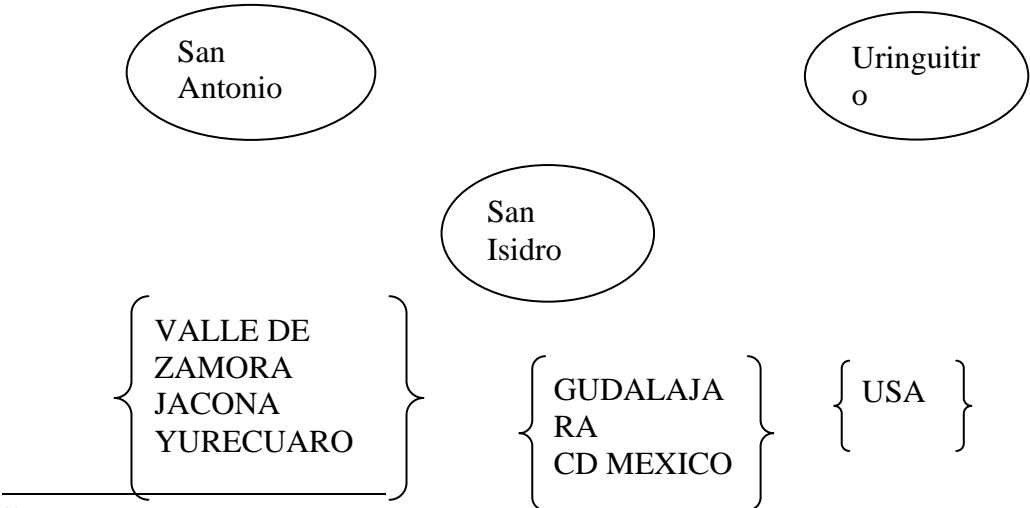 San
Antonio
Uringuitir
o
San
Isidro
VALLE DE
ZAMORA
JACONA
YURECUARO
GUDALAJA
RA
CD MEXICO
USA